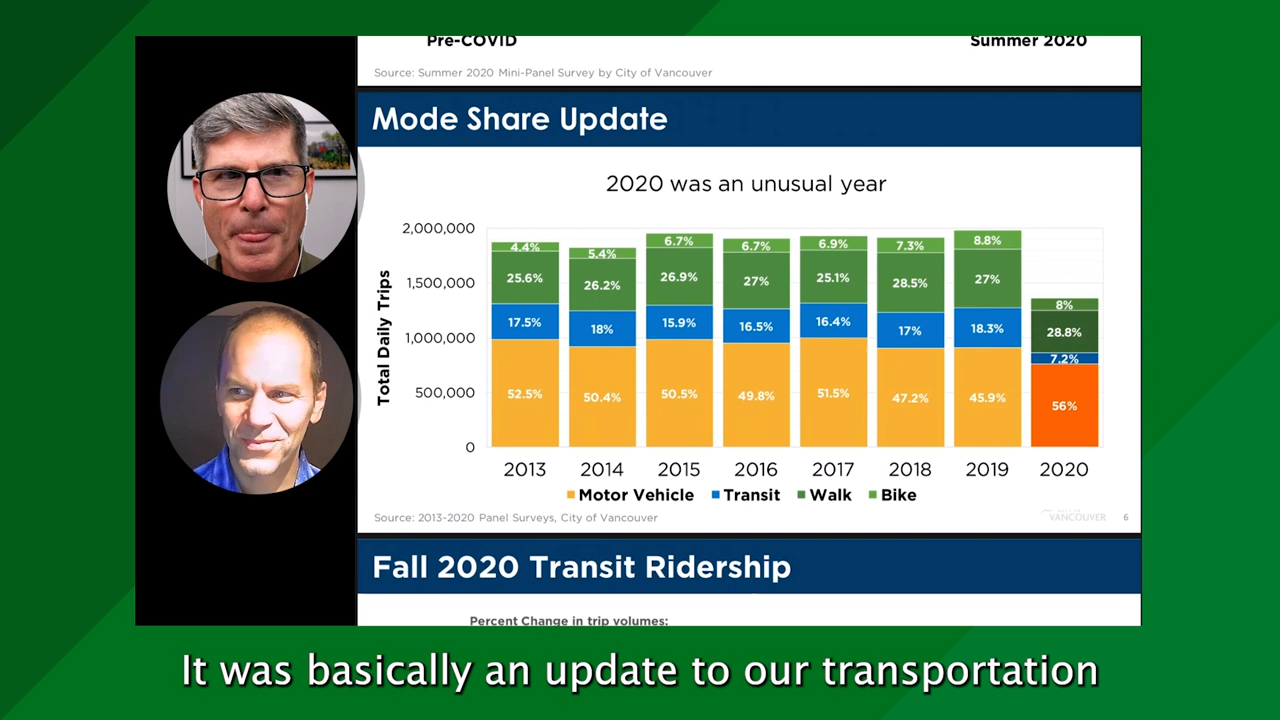 Pre-COVID Summer 2020
Source: Summer 2020 Mini-Panel Survey by City of Vancouver
Mode Share Update
2020 was an unusual year
Total Daily Trips
2,000,000
1,500,000
1,000,000
500,000
0
4.4% 5.4% 6.7% 6.7% 6.9% 7.3% 8.8% 8%
25.6% 26.2% 26.9% 27% 25.1% 28.5% 27% 28.8%
17.5% 18% 15.9% 16.5% 16.4% 17% 18.3% 7.2%
52.5% 50.4% 50.5% 49.8% 51.5% 47.2% 45.9% 56%
2013 2014 2015 2016 2017 2018 2019 2020
Motor Vehicle Transit Walk Bike
Source: 2013-2020 Panel Surveys, City of Vancouver
VANCOUVER 6
Fall 2020 Transit Ridership
Percent Change in trip volumes:
It was basically an update to our transportation